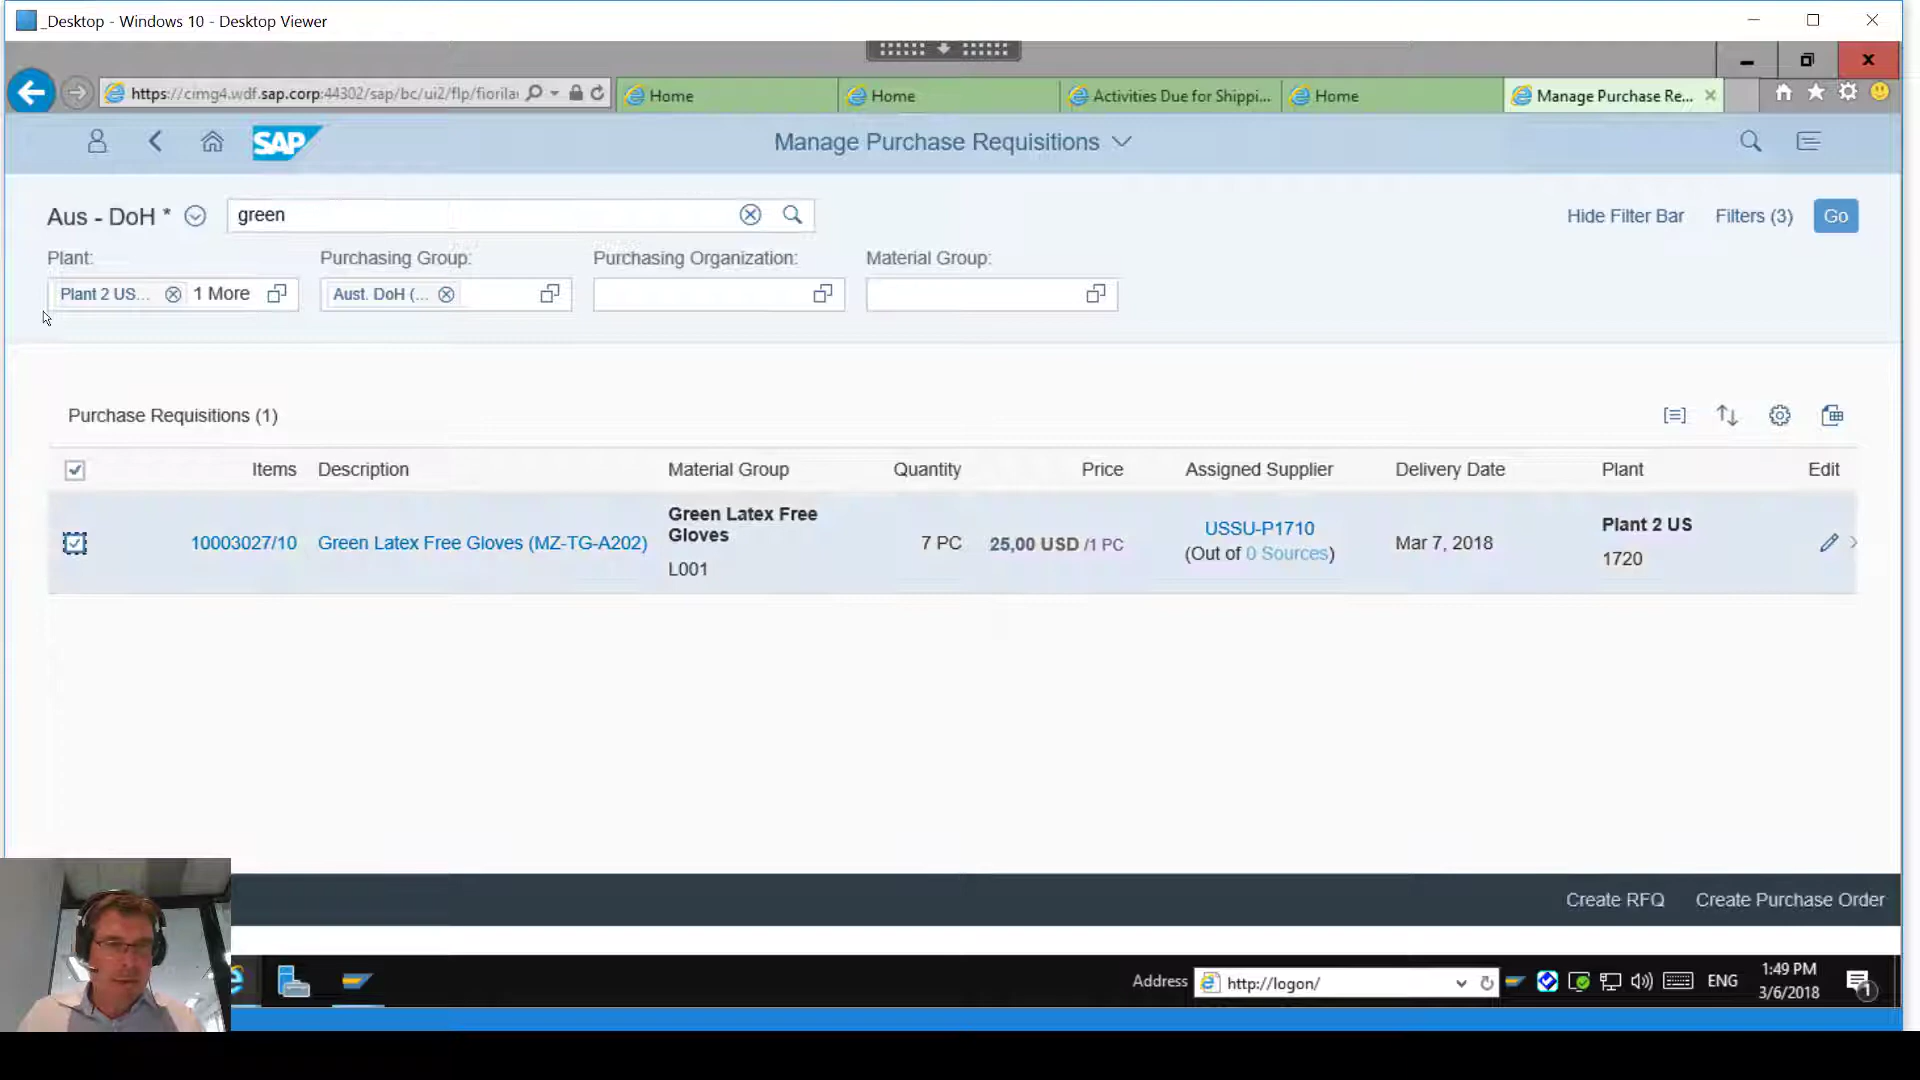 _Desktop - Windows 10 - Desktop Viewer
https://cimg4.wdf.sap.corp:44302/sap/bc/ui2/flp/fiorila
Home
Home
Activities Due for Shippi...
Home
Manage Purchase Re...
SAP
Manage Purchase Requisitions
Aus - DoH *
green
Hide Filter Bar
Filters (3)
Go
Plant:
Purchasing Group:
Purchasing Organization:
Material Group:
Plant 2 US...
1 More
Aust. DoH (...
Purchase Requisitions (1)
Items
Description
Material Group
Quantity
Price
Assigned Supplier
Delivery Date
Plant
Edit
10003027/10
Green Latex Free Gloves (MZ-TG-A202)
Green Latex Free
Gloves
L001
7 PC
25,00 USD /1 PC
USSU-P1710
(Out of 0 Sources)
Mar 7, 2018
Plant 2 US
1720
Create RFQ
Create Purchase Order
Address
http://logon/
ENG
1:49 PM
3/6/2018
1